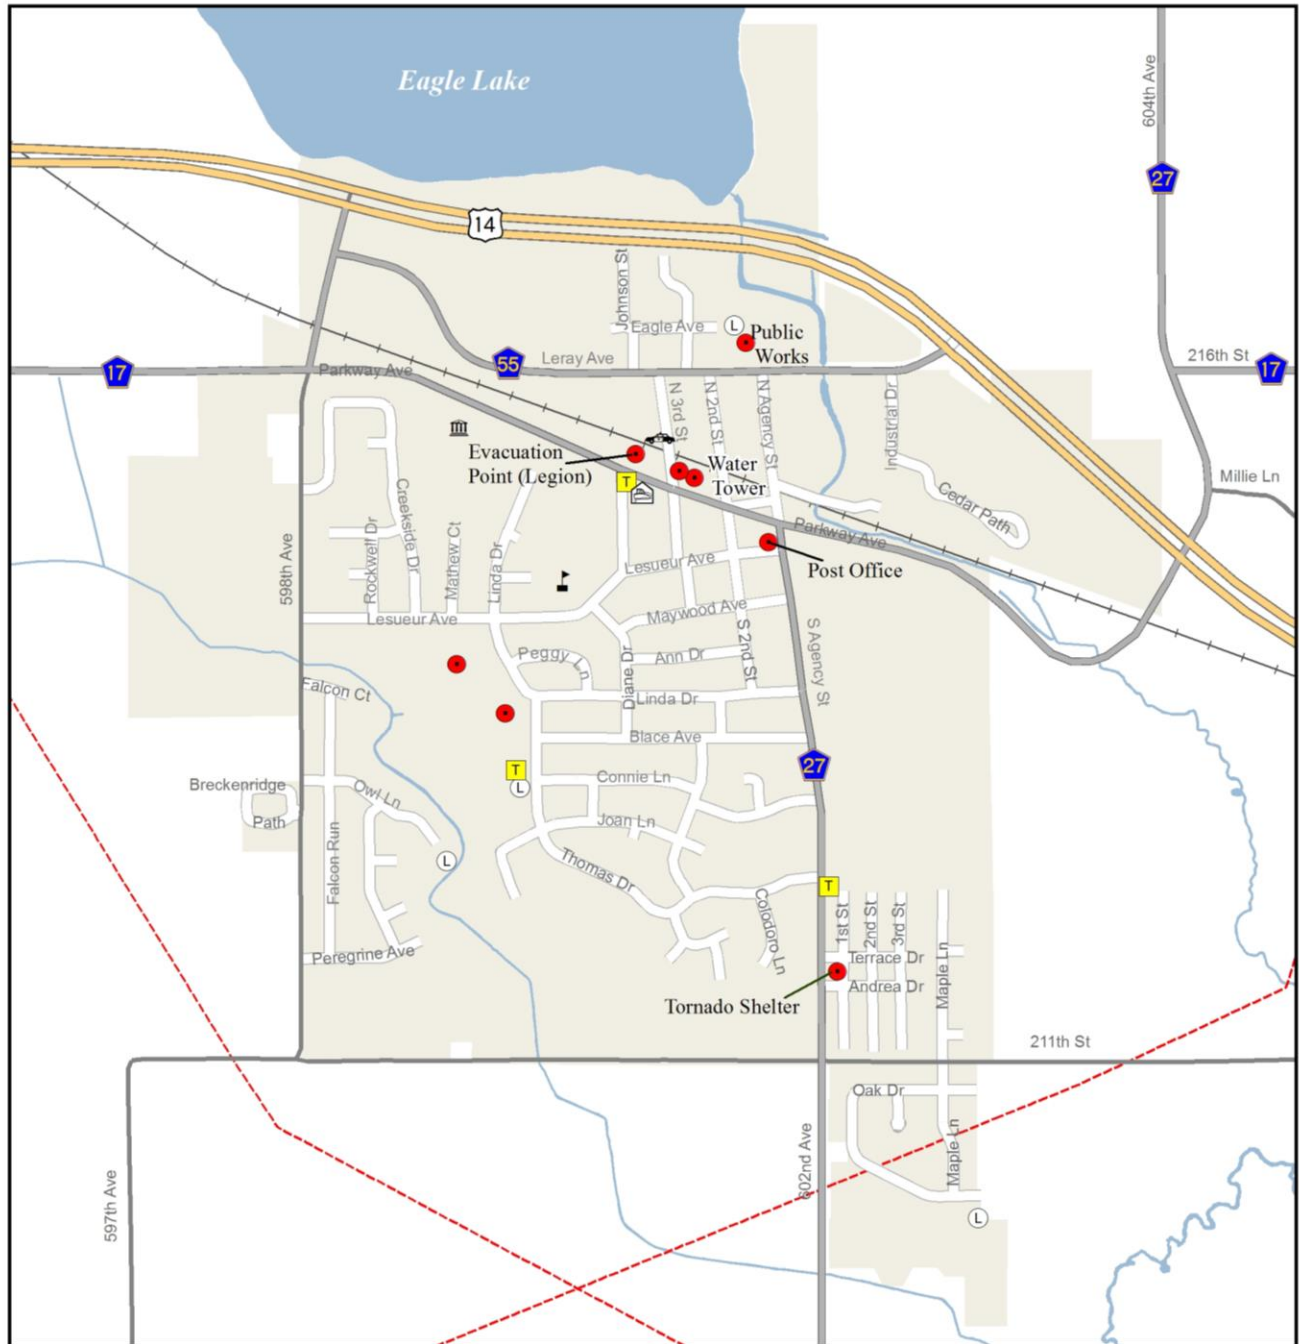 Eagle Lake
604th Ave
27
14
Johnson St
Eagle Ave
L
Public
Works
216th St
17
55
Leray Ave
17
Parkway Ave
N 3rd St
N 2nd St
N Agency St
Industrial Dr
Evacuation
Point (Legion)
Water
Tower
T
Millie Ln
Cedar Path
Creekside Dr
Rockwell Dr
Mathew Ct
Linda Dr
598th Ave
Parkway Ave
Lesueur Ave
Post Office
Lesueur Ave
Maywood Ave
S 2nd St
S Agency St
Peggy Ln
Ann Dr
Diane Dr
Falcon Ct
Linda Dr
Blace Ave
27
T
L
Connie Ln
Breckenridge
Path
Owl Ln
Joan Ln
Falcon Run
L
Thomas Dr
T
Colodoro Ln
1st St
2nd St
3rd St
Maple Ln
Peregrine Ave
Terrace Dr
Andrea Dr
Tornado Shelter
211th St
Oak Dr
Maple Ln
602nd Ave
597th Ave
L